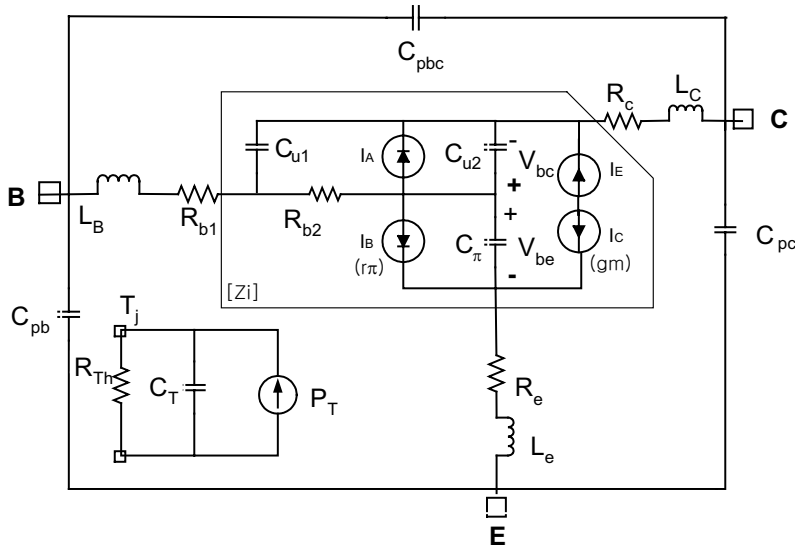 C_pbc
R_c
L_C
C
C_u1
I_A
C_u2
-
V_bc
I_E
B
+
L_B
R_b1
R_b2
+
I_B
(rπ)
C_π
V_be
I_C
(gm)
C_pc
[Zi]
-
C_pb
T_j
R_Th
C_T
P_T
R_e
L_e
E